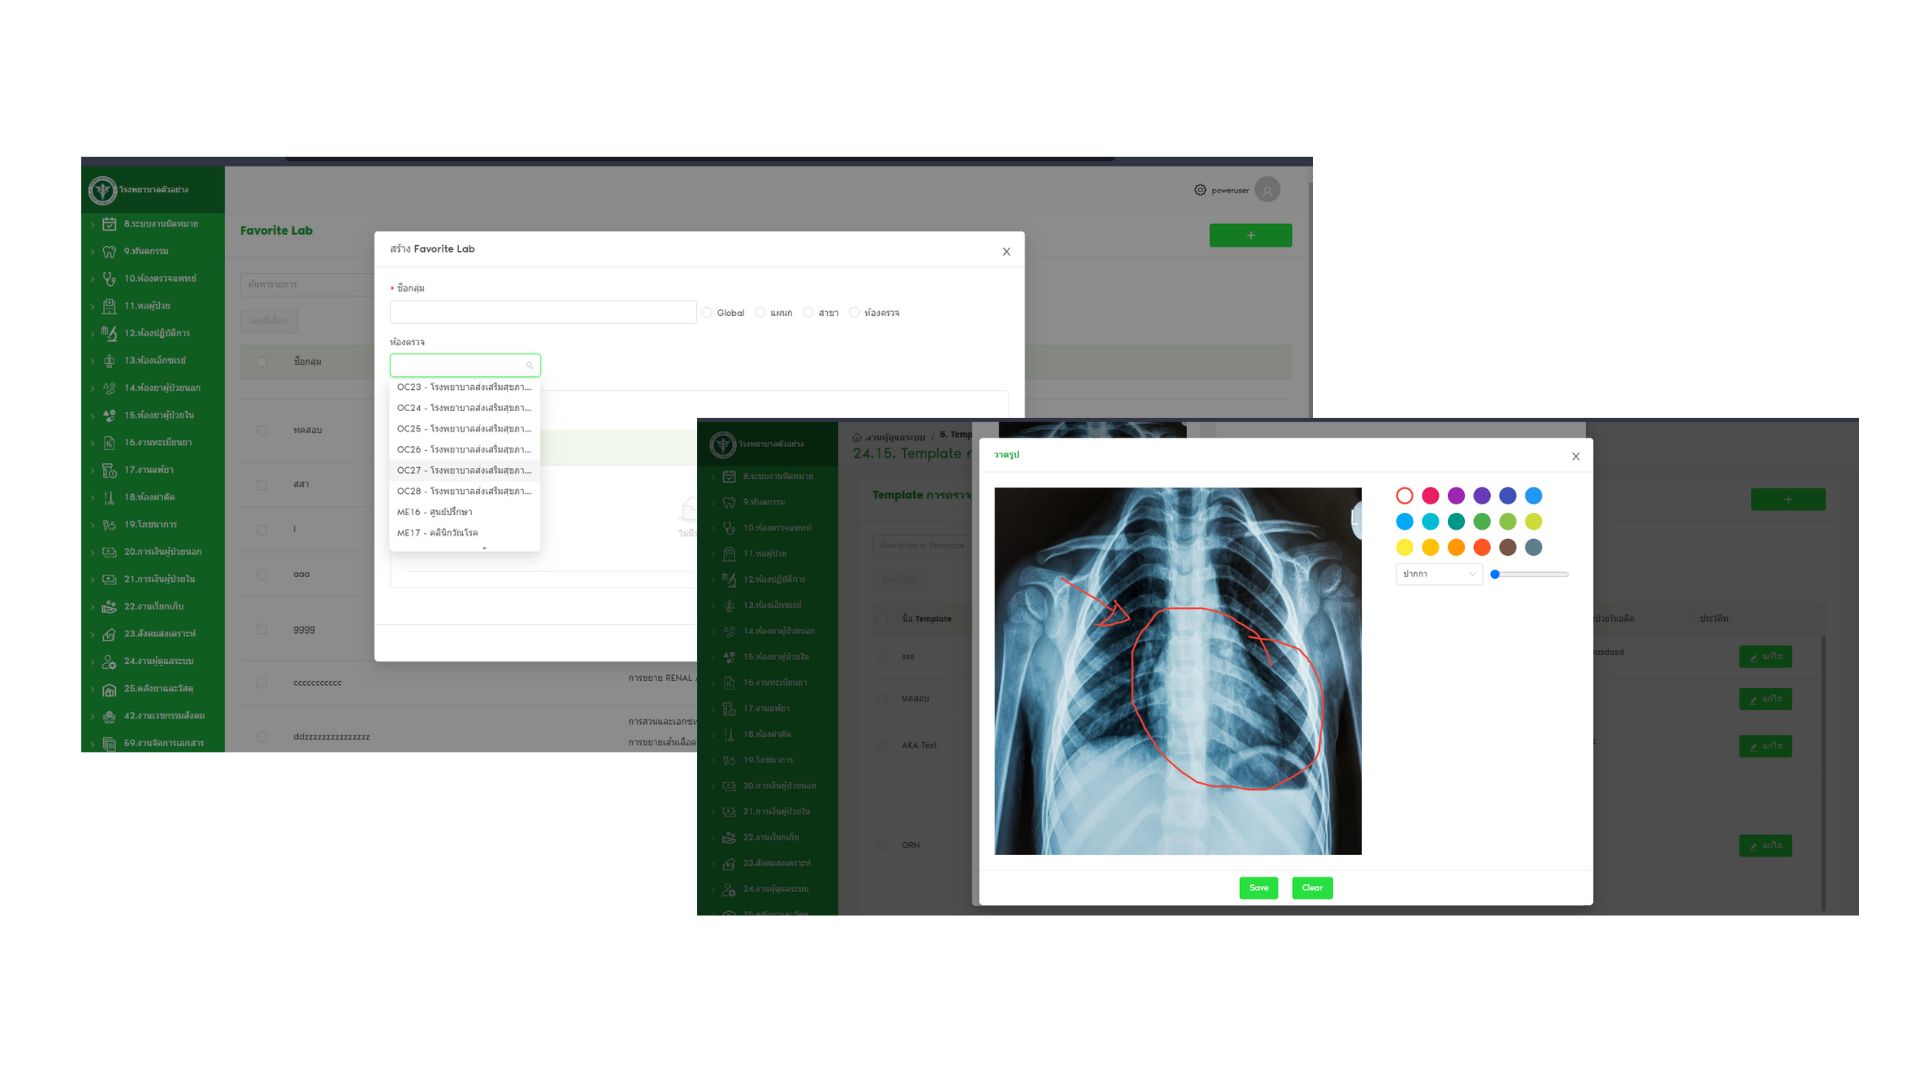 โรงพยาบาลตัวอย่าง
poweruser
8.ระบบงานนัดหมาย
9.ทันตกรรม
10.ห้องตรวจแพทย์
11.หอผู้ป่วย
12.ห้องปฏิบัติการ
13.ห้องเอ็กซเรย์
14.ห้องยาผู้ป่วยนอก
15.ห้องยาผู้ป่วยใน
16.งานทะเบียนยา
17.งานแพ้ยา
18.ห้องผ่าตัด
19.โภชนาการ
20.การเงินผู้ป่วยนอก
21.การเงินผู้ป่วยใน
22.งานเรียกเก็บ
23.สังคมสงเคราะห์
24.งานผู้ดูแลระบบ
25.คลังยาและวัสดุ
42.งานเวชกรรมสังคม
59.งานจัดการเอกสาร
Favorite Lab
+
ค้นหารายการ
ลบที่เลือก
ชื่อกลุ่ม
ทดสอบ
สสา
l
aaa
gggg
ccccccccccc
การขยาย RENAL
ddzzzzzzzzzzzzzzz
การสวนและเอกซเ
การขยายเส้นเลือด
สร้าง Favorite Lab
X
* ชื่อกลุ่ม
Global แผนก สาขา ห้องตรวจ
ห้องตรวจ
OC23 - โรงพยาบาลส่งเสริมสุขภา...
OC24 - โรงพยาบาลส่งเสริมสุขภา...
OC25 - โรงพยาบาลส่งเสริมสุขภา...
OC26 - โรงพยาบาลส่งเสริมสุขภา...
OC27 - โรงพยาบาลส่งเสริมสุขภา...
OC28 - โรงพยาบาลส่งเสริมสุขภา...
ME16 - ศูนย์ปรึกษา
ME17 - คลินิกวัณโรค
โรงพยาบาลตัวอย่าง
8.ระบบงานนัดหมาย
9.ทันตกรรม
10.ห้องตรวจแพทย์
11.หอผู้ป่วย
12.ห้องปฏิบัติการ
13.ห้องเอ็กซเรย์
14.ห้องยาผู้ป่วยนอก
15.ห้องยาผู้ป่วยใน
16.งานทะเบียนยา
17.งานแพ้ยา
18.ห้องผ่าตัด
19.โภชนาการ
20.การเงินผู้ป่วยนอก
21.การเงินผู้ป่วยใน
22.งานเรียกเก็บ
23.สังคมสงเคราะห์
24.งานผู้ดูแลระบบ
25.คลังยาและวัสดุ
.งานผู้ดูแลระบบ / 5. Temp
24.15. Template
Template การตรวจ
+
ค้นหารายการ Template
ลบที่เลือก
ชื่อ Template
ประวัติท
sss
asdasd
แก้ไข
ทดสอบ
แก้ไข
AKA Test
แก้ไข
ORN
แก้ไข
วาดรูป
X
L
ปากกา
Save
Clear